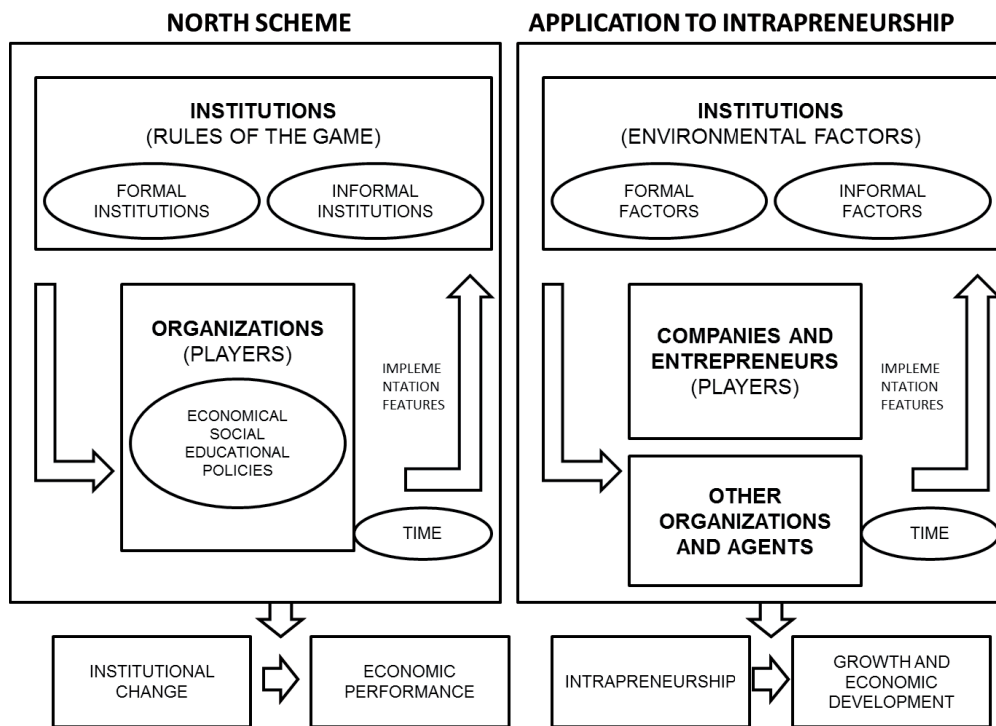 NORTH SCHEME
INSTITUTIONS
(RULES OF THE GAME)
FORMAL
INSTITUTIONS
INFORMAL
INSTITUTIONS
ORGANIZATIONS
(PLAYERS)
ECONOMICAL
SOCIAL
EDUCATIONAL
POLICIES
IMPLEME
NTATION
FEATURES
TIME
INSTITUTIONAL
CHANGE
ECONOMIC
PERFORMANCE
APPLICATION TO INTRAPRENEURSHIP
INSTITUTIONS
(ENVIRONMENTAL FACTORS)
FORMAL
FACTORS
INFORMAL
FACTORS
COMPANIES AND
ENTREPRENEURS
(PLAYERS)
IMPLEME
NTATION
FEATURES
OTHER
ORGANIZATIONS
AND AGENTS
TIME
INTRAPRENEURSHIP
GROWTH AND
ECONOMIC
DEVELOPMENT